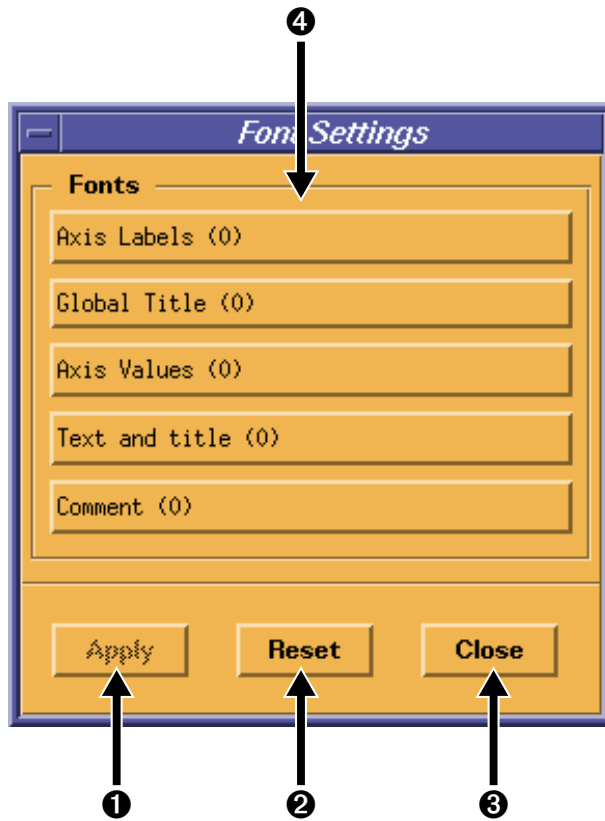 ❹
Font Settings
Fonts
Axis Labels (0)
Global Title (0)
Axis Values (0)
Text and title (0)
Comment (0)
Apply Reset Close
❶ ❷ ❸